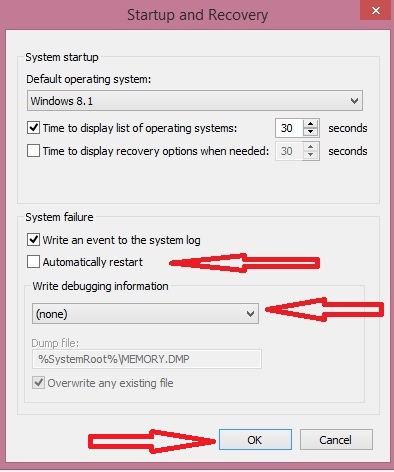 Startup and Recovery
System startup
Default operating system:
Windows 8.1
Time to display list of operating systems: 30 seconds
Time to display recovery options when needed: 30 seconds
System failure
Write an event to the system log
Automatically restart
Write debugging information
(none)
Dump file:
%SystemRoot%\MEMORY.DMP
Overwrite any existing file
OK Cancel